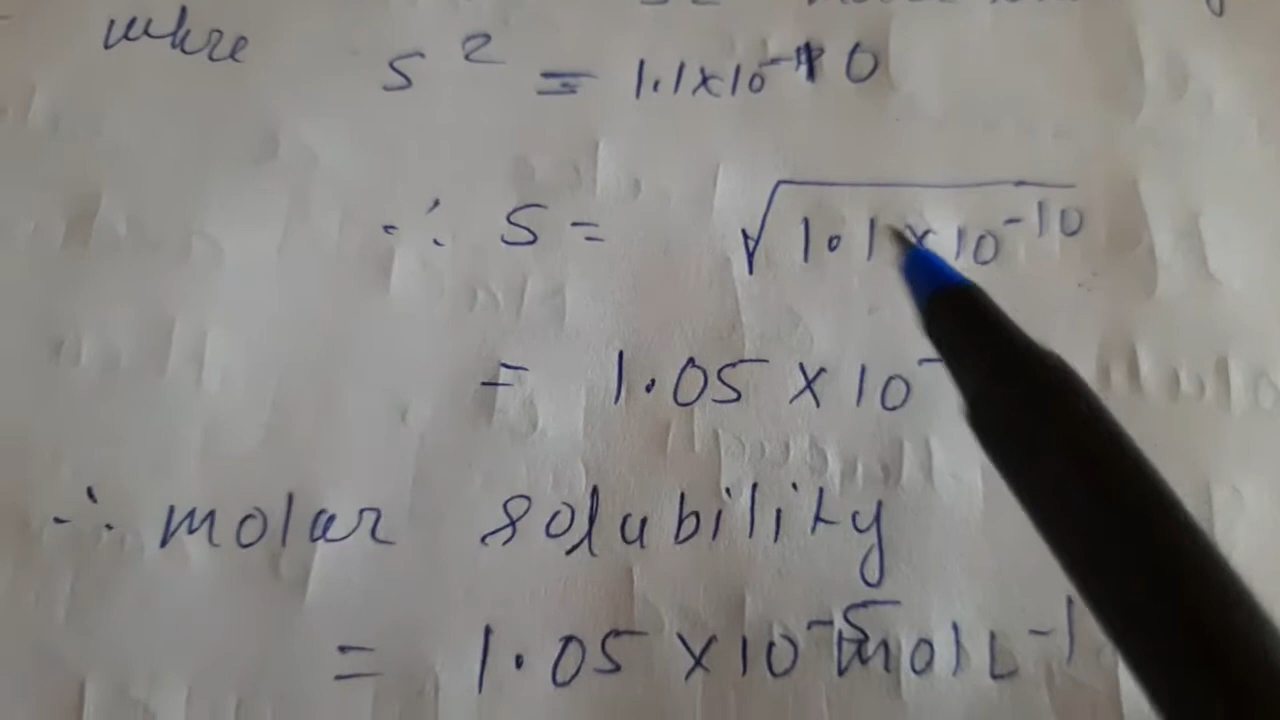 where S² = 1.1×10⁻¹⁰
∴ S = √1.1×10⁻¹⁰
= 1.05 × 10⁻
∴ molar solubility
= 1.05 × 10⁻⁵ mol L⁻¹